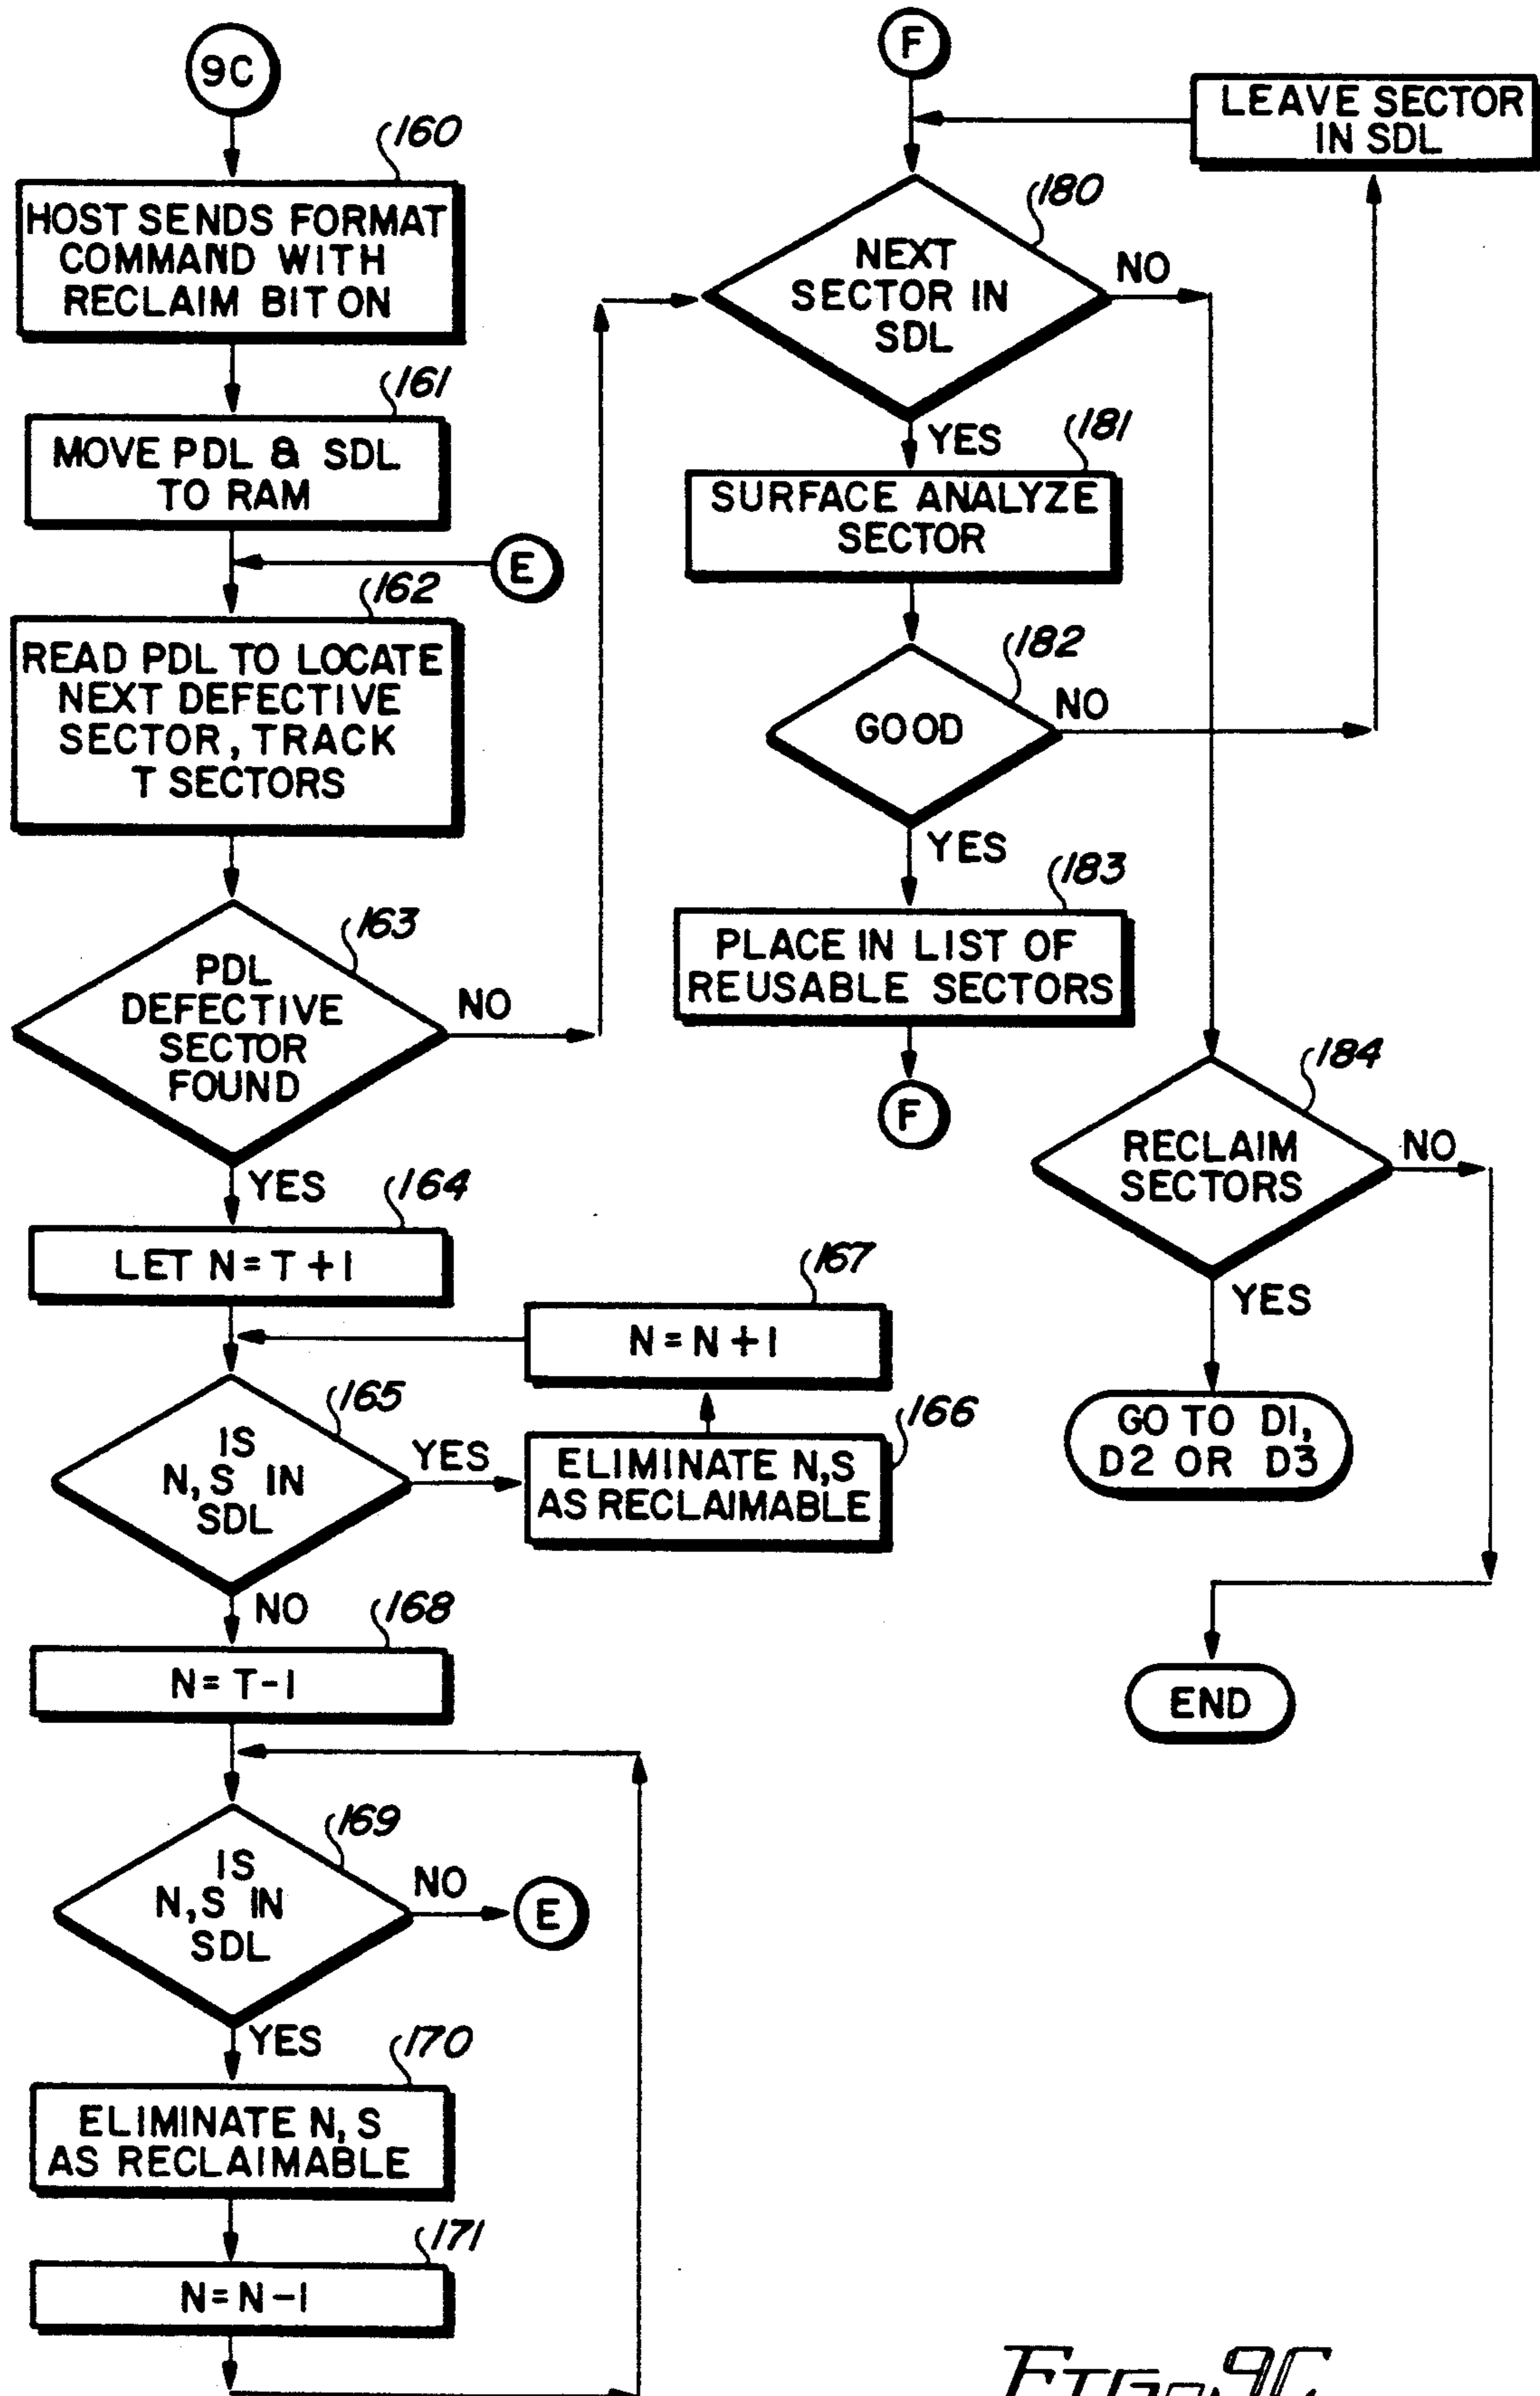 9C
160
HOST SENDS FORMAT
COMMAND WITH
RECLAIM BIT ON
161
MOVE PDL & SDL
TO RAM
E
162
READ PDL TO LOCATE
NEXT DEFECTIVE
SECTOR, TRACK
T SECTORS
163
PDL
DEFECTIVE
SECTOR
FOUND
NO
YES
164
LET N = T + 1
167
N = N + 1
165
IS
N,S IN
SDL
YES
166
ELIMINATE N,S
AS RECLAIMABLE
NO
168
N = T - 1
169
IS
N,S IN
SDL
NO
E
YES
170
ELIMINATE N,S
AS RECLAIMABLE
171
N = N - 1
F
LEAVE SECTOR
IN SDL
180
NEXT
SECTOR IN
SDL
NO
YES
181
SURFACE ANALYZE
SECTOR
182
GOOD
NO
YES
183
PLACE IN LIST OF
REUSABLE SECTORS
F
184
RECLAIM
SECTORS
NO
YES
GO TO D1,
D2 OR D3
END
FIG. 9C